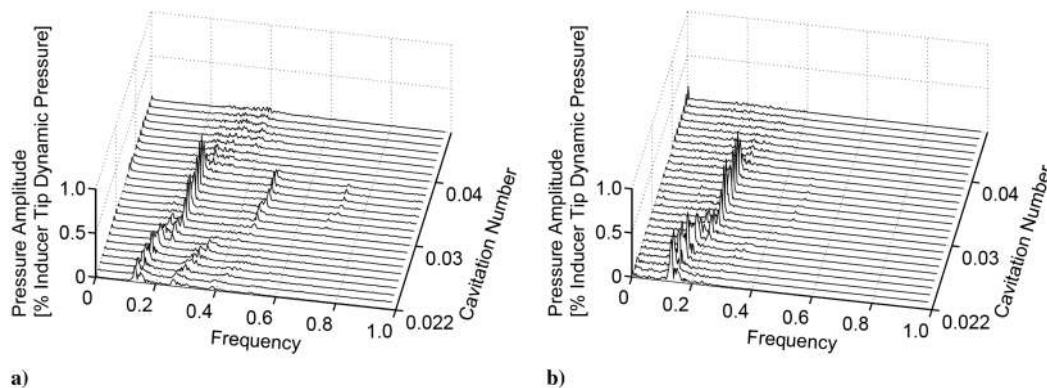 Pressure Amplitude
[% Inducer Tip Dynamic Pressure]
1.0
0.5
0
0
0.2
0.4
0.6
0.8
1.0
Frequency
0.022
0.03
0.04
Cavitation Number
a)
Pressure Amplitude
[% Inducer Tip Dynamic Pressure]
1.0
0.5
0
0
0.2
0.4
0.6
0.8
1.0
Frequency
0.022
0.03
0.04
Cavitation Number
b)